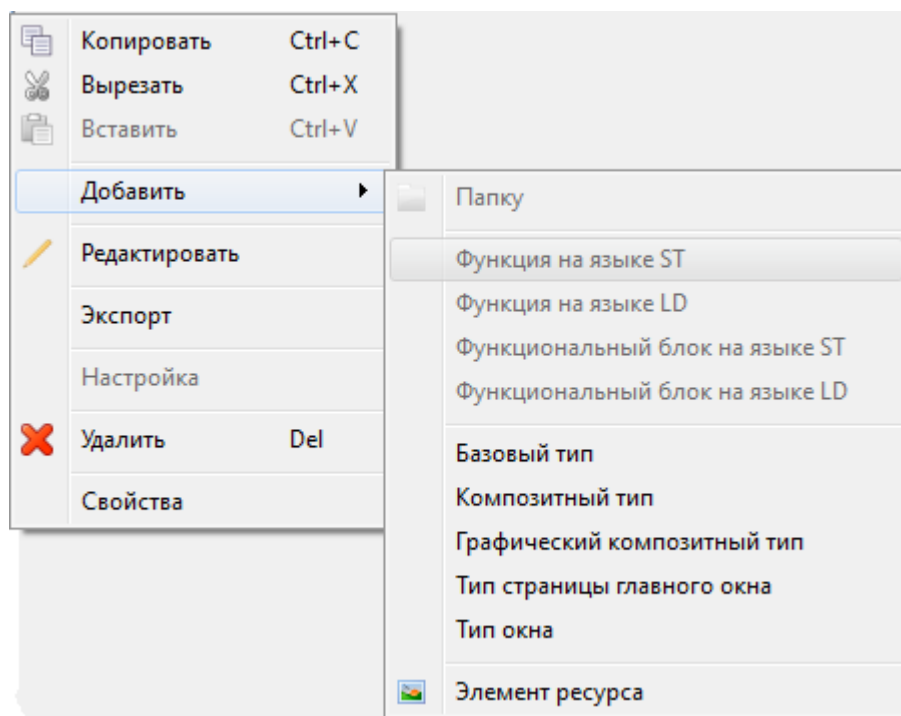 Копировать Ctrl+C
Вырезать Ctrl+X
Вставить Ctrl+V
Добавить
Редактировать
Экспорт
Настройка
Удалить Del
Свойства
Папку
Функция на языке ST
Функция на языке LD
Функциональный блок на языке ST
Функциональный блок на языке LD
Базовый тип
Композитный тип
Графический композитный тип
Тип страницы главного окна
Тип окна
Элемент ресурса